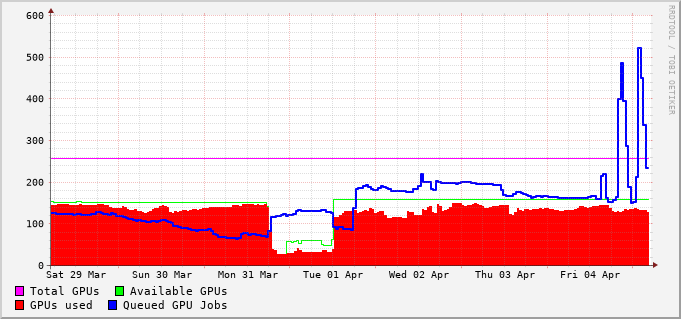 600
500
400
300
200
100
0
Sat 29 Mar Sun 30 Mar Mon 31 Mar Tue 01 Apr Wed 02 Apr Thu 03 Apr Fri 04 Apr
Total GPUs Available GPUs
GPUs used Queued GPU Jobs
RRDTOOL / TOBI OETIKER